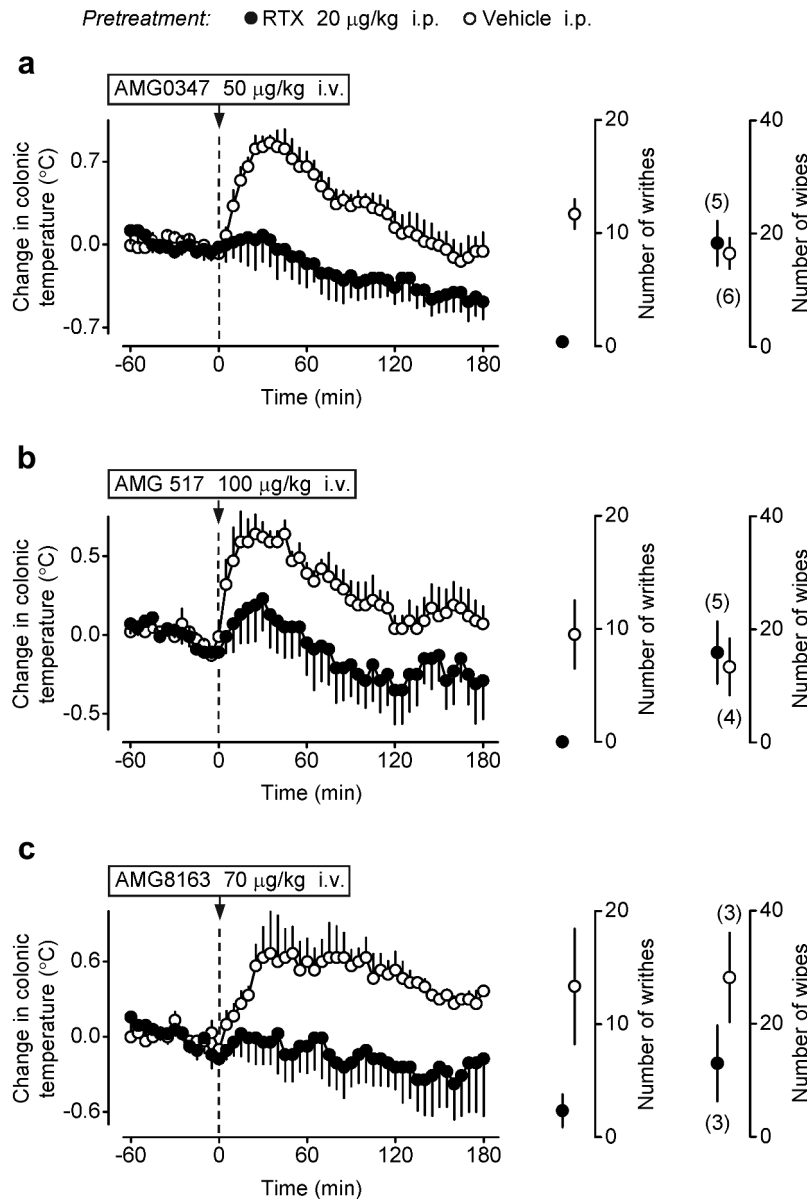 Pretreatment: RTX 20 μg/kg i.p. Vehicle i.p.
a
AMG0347 50 μg/kg i.v.
Change in colonic
temperature (°C)
0.7
0.0
-0.7
-60 0 60 120 180
Time (min)
Number of writhes
20
10
0
Number of wipes
40
20
0
(5)
(6)
b
AMG 517 100 μg/kg i.v.
Change in colonic
temperature (°C)
0.5
0.0
-0.5
-60 0 60 120 180
Time (min)
Number of writhes
20
10
0
Number of wipes
40
20
0
(5)
(4)
c
AMG8163 70 μg/kg i.v.
Change in colonic
temperature (°C)
0.6
0.0
-0.6
-60 0 60 120 180
Time (min)
Number of writhes
20
10
0
Number of wipes
40
20
0
(3)
(3)